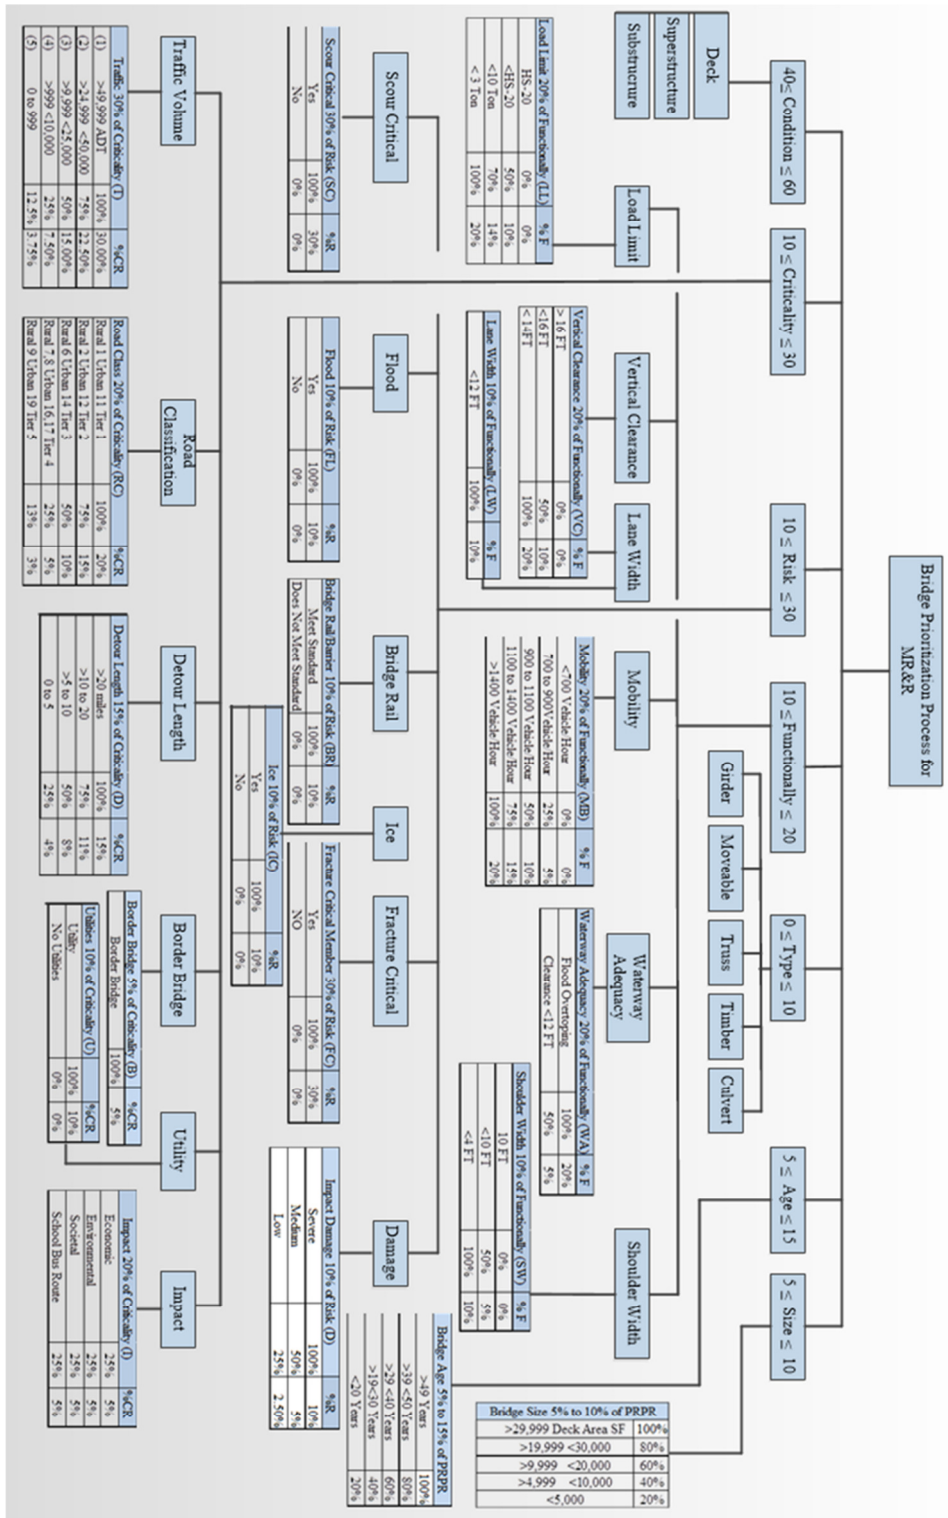 Bridge Prioritization Process for
MR&R
40≤ Condition ≤ 60
10 ≤ Criticality ≤ 30
10 ≤ Risk ≤ 30
10 ≤ Functionally ≤ 20
0 ≤ Type ≤ 10
5 ≤ Age ≤ 15
5 ≤ Size ≤ 10
Deck
Superstructure
Substrucrure
Girder
Moveable
Truss
Timber
Culvert
Load Limit
Vertical Clearance
Lane Width
Mobility
Waterway
Adequacy
Shoulder Width
Load Limit 20% of Functionally (LL) %F
HS-20 0% 0%
<HS-20 50% 10%
<10 Ton 70% 14%
< 3 Ton 100% 20%
Vertical Clearance 20% of Functionally (VC) %F
> 16 FT 0% 0%
<16 FT 50% 10%
< 14FT 100% 20%
Lane Width 10% of Functionally (LW) %F
<12 FT 100% 10%
Mobility 20% of Functionally (MB) %F
<700 Vehicle Hour 0% 0%
700 to 900Vehicle Hour 25% 5%
900 to 1100 Vehicle Hour 50% 10%
1100 to 1400 Vehicle Hour 75% 15%
>1400 Vehicle Hour 100% 20%
Waterway Adequacy 20% of Functionally (WA) %F
Flood Overtoping 100% 20%
Clearance <12 FT 50% 5%
Shoulder Width 10% of Functionally (SW) %F
10 FT 0% 0%
<10 FT 50% 5%
<4 FT 100% 10%
Bridge Size 5% to 10% of PRPR
>29,999 Deck Area SF 100%
>19,999 <30,000 80%
>9,999 <20,000 60%
>4,999 <10,000 40%
<5,000 20%
Bridge Age 5% to 15% of PRPR
>49 Years 100%
>39 <50 Years 80%
>29 <40 Years 60%
>19<30 Years 40%
<20 Years 20%
Scour Critical
Flood
Bridge Rail
Ice
Fracture Critical
Damage
Scour Critical 30% of Risk (SC) %R
Yes 100% 30%
No 0% 0%
Flood 10% of Risk (FL) %R
Yes 100% 10%
No 0% 0%
Bridge Rail/Barrier 10% of Risk (BR) %R
Meet Standard 100% 10%
Does Not Meet Standard 0% 0%
Ice 10% of Risk (IC) %R
Yes 100% 10%
No 0% 0%
Fracture Critical Member 30% of Risk (FC) %R
Yes 100% 30%
NO 0% 0%
Impact Damage 10% of Risk (D) %R
Severe 100% 10%
Medium 50% 5%
Low 25% 2.50%
Traffic Volume
Road
Classification
Detour Length
Border Bridge
Utility
Impact
Traffic 30% of Criticality (T) %CR
(1) >49,999 ADT 100% 30.00%
(2) >24,999 <50,000 75% 22.50%
(3) >9,999 <25,000 50% 15.00%
(4) >999 <10,000 25% 7.50%
(5) 0 to 999 12.5% 3.75%
Road Class 20% of Criticality (RC) %CR
Rural 1 Urban 11 Tier 1 100% 20%
Rural 2 Urban 12 Tier 2 75% 15%
Rural 6 Urban 14 Tier 3 50% 10%
Rural 7,8 Urban 16,17 Tier 4 25% 5%
Rural 9 Urban 19 Tier 5 13% 3%
Detour Length 15% of Criticality (D) %CR
>20 miles 100% 15%
>10 to 20 75% 11%
>5 to 10 50% 8%
0 to 5 25% 4%
Border Bridge 5% of Criticality (B) %CR
Border Bridge 100% 5%
Utilities 10% of Criticality (U) %CR
Utility 100% 10%
No Utilities 0% 0%
Impact 20% of Criticality (I) %CR
Economic 25% 5%
Environmental 25% 5%
Societal 25% 5%
School Bus Route 25% 5%